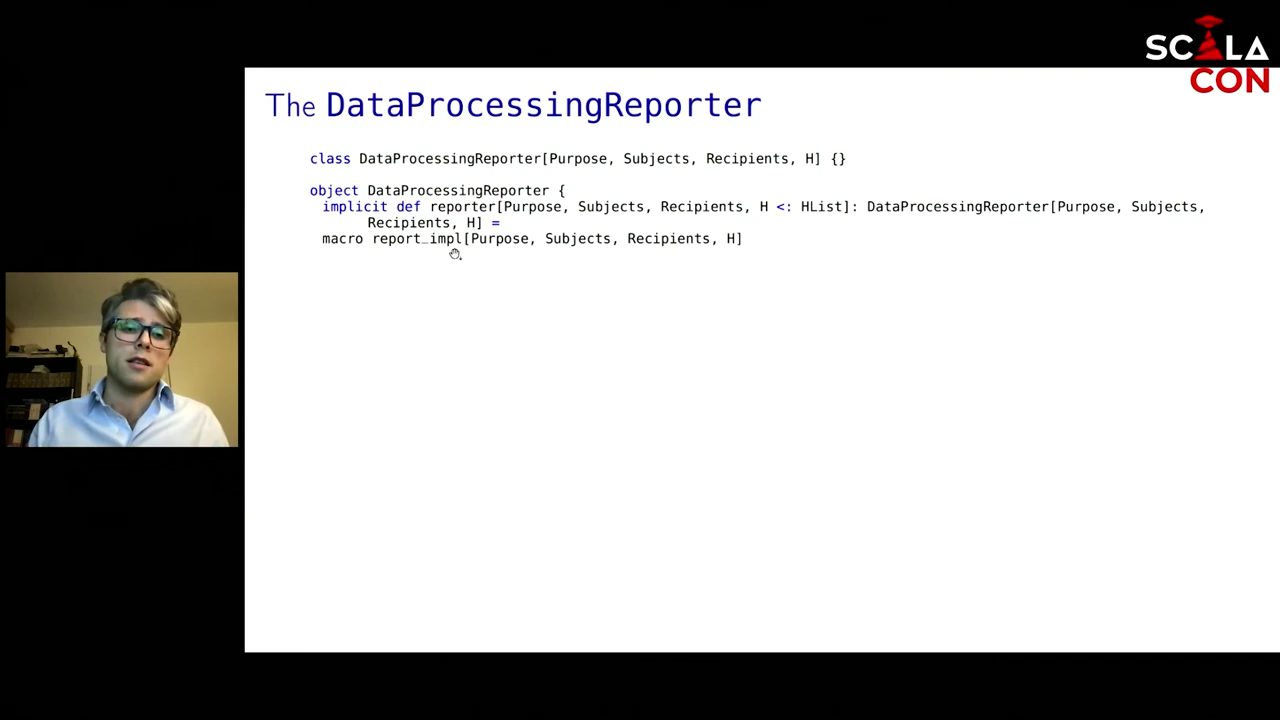 SCALA
CON
The DataProcessingReporter
class DataProcessingReporter[Purpose, Subjects, Recipients, H] {}
object DataProcessingReporter {
implicit def reporter[Purpose, Subjects, Recipients, H <: HList]: DataProcessingReporter[Purpose, Subjects,
Recipients, H] =
macro report_impl[Purpose, Subjects, Recipients, H]